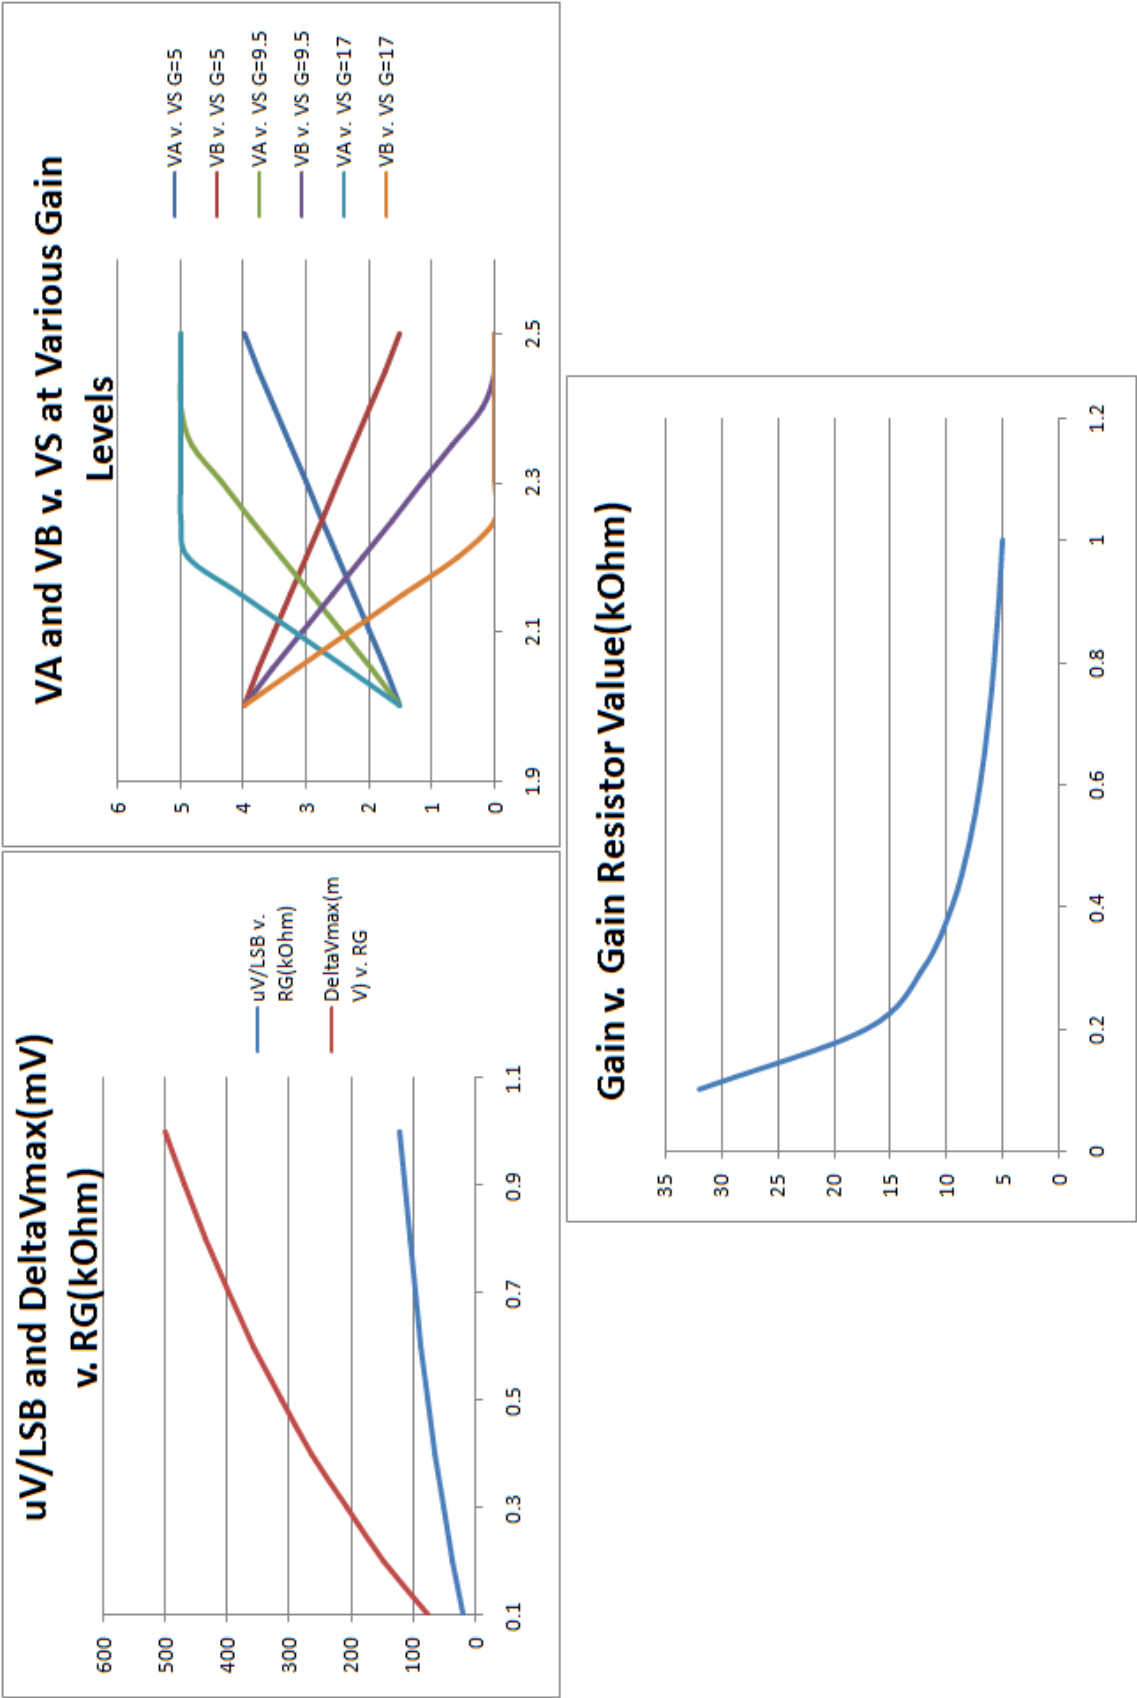 uV/LSB and DeltaVmax(mV)
v. RG(kOhm)
600
500
400
300
200
100
0
0.1
0.3
0.5
0.7
0.9
1.1
uV/LSB v.
RG(kOhm)
DeltaVmax(m
V) v. RG
VA and VB v. VS at Various Gain
Levels
6
5
4
3
2
1
0
1.9
2.1
2.3
2.5
VA v. VS G=5
VB v. VS G=5
VA v. VS G=9.5
VB v. VS G=9.5
VA v. VS G=17
VB v. VS G=17
Gain v. Gain Resistor Value(kOhm)
35
30
25
20
15
10
5
0
0
0.2
0.4
0.6
0.8
1
1.2